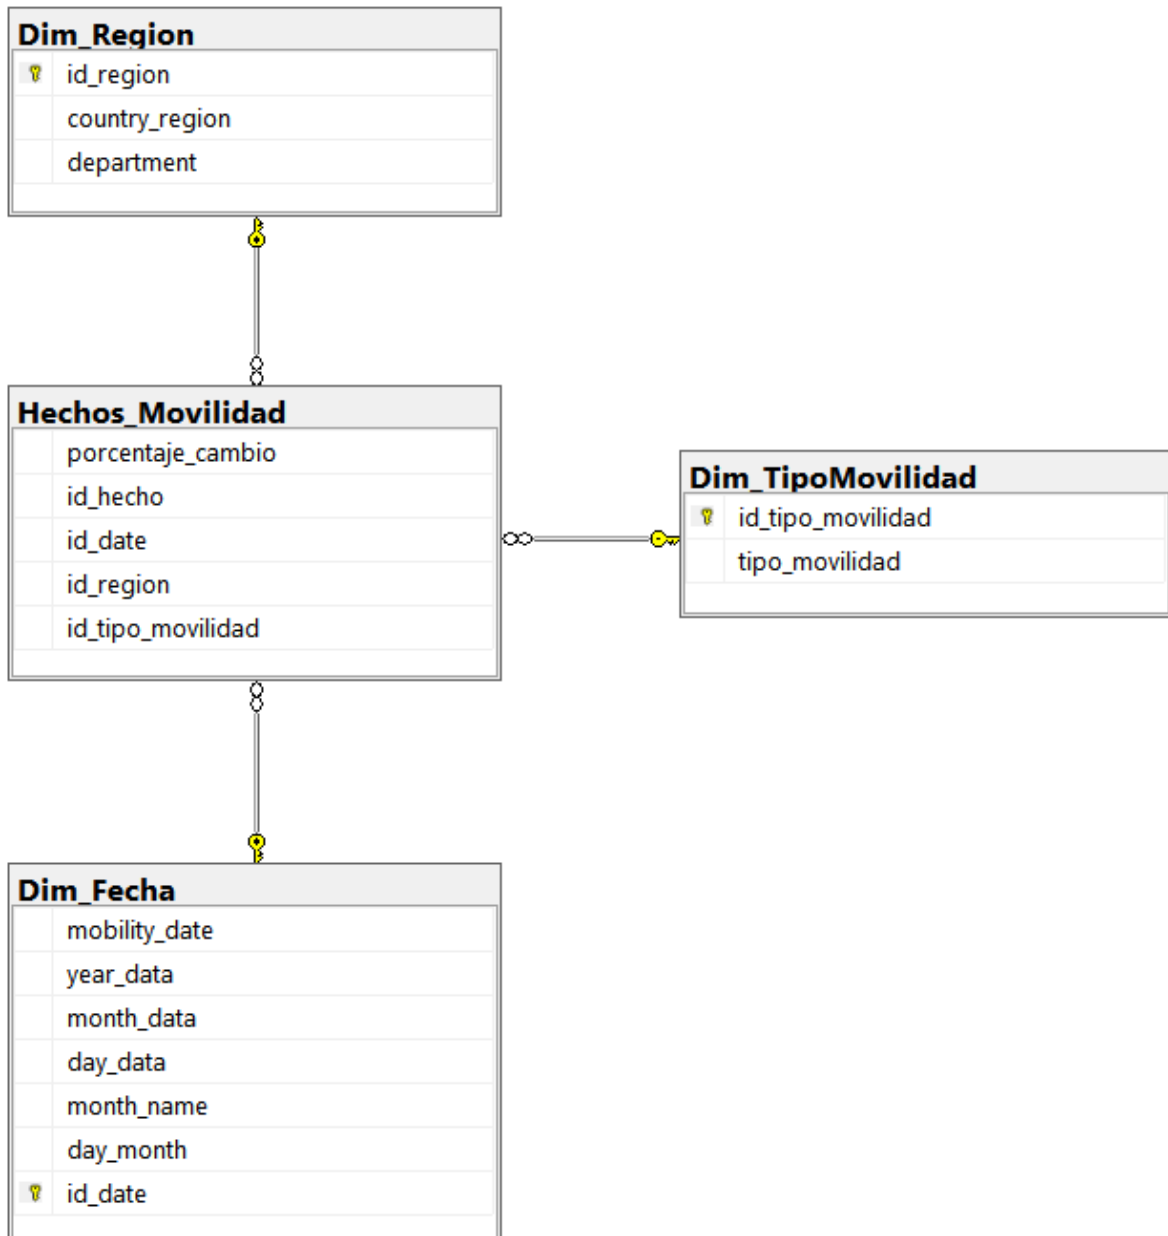 Dim_Region
id_region
country_region
department
Hechos_Movilidad
porcentaje_cambio
id_hecho
id_date
id_region
id_tipo_movilidad
Dim_TipoMovilidad
id_tipo_movilidad
tipo_movilidad
Dim_Fecha
mobility_date
year_data
month_data
day_data
month_name
day_month
id_date